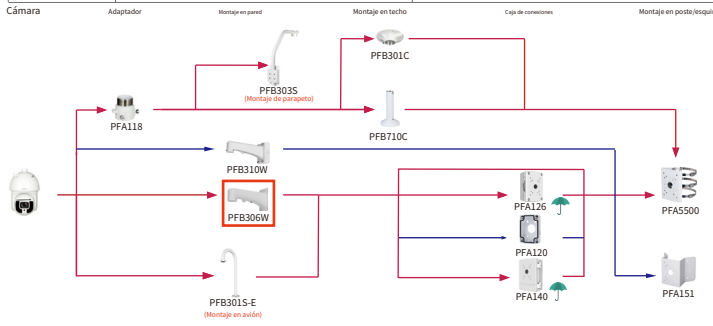 Cámara
Adaptador
Montaje en pared
Montaje en techo
Caja de conexiones
Montaje en poste/esquin
PFB303S
(Montaje de parapeto)
PFB301C
PFA118
PFB710C
PFB310W
PFB306W
PFA126
PFA5500
PFA120
PFB301S-E
(Montaje en avión)
PFA140
PFA151